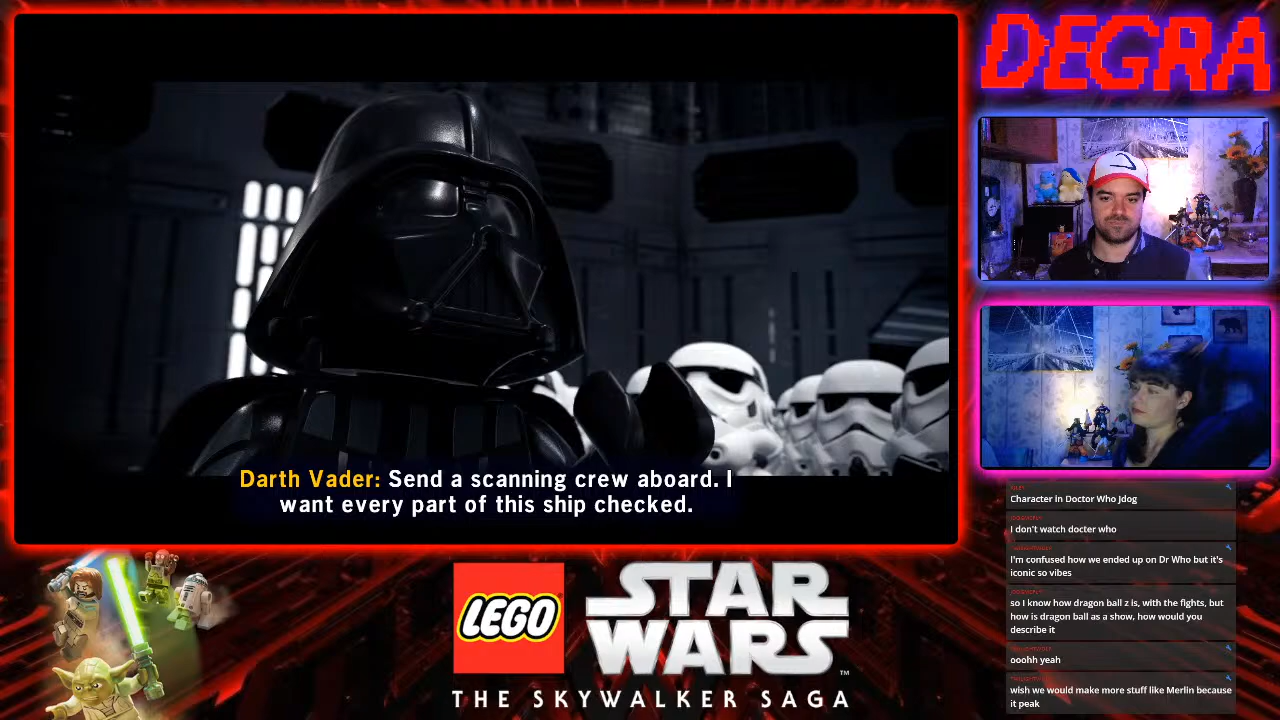 DEGRA
Darth Vader: Send a scanning crew aboard. I
want every part of this ship checked.
Character in Doctor Who Jdog
I don't watch docter who
I'm confused how we ended up on Dr Who but it's
iconic so vibes
so I know how dragon ball z is, with the fights, but
how is dragon ball as a show, how would you
describe it
ooohh yeah
wish we would make more stuff like Merlin because
it peak
LEGO
STAR
WARS™
THE SKYWALKER SAGA